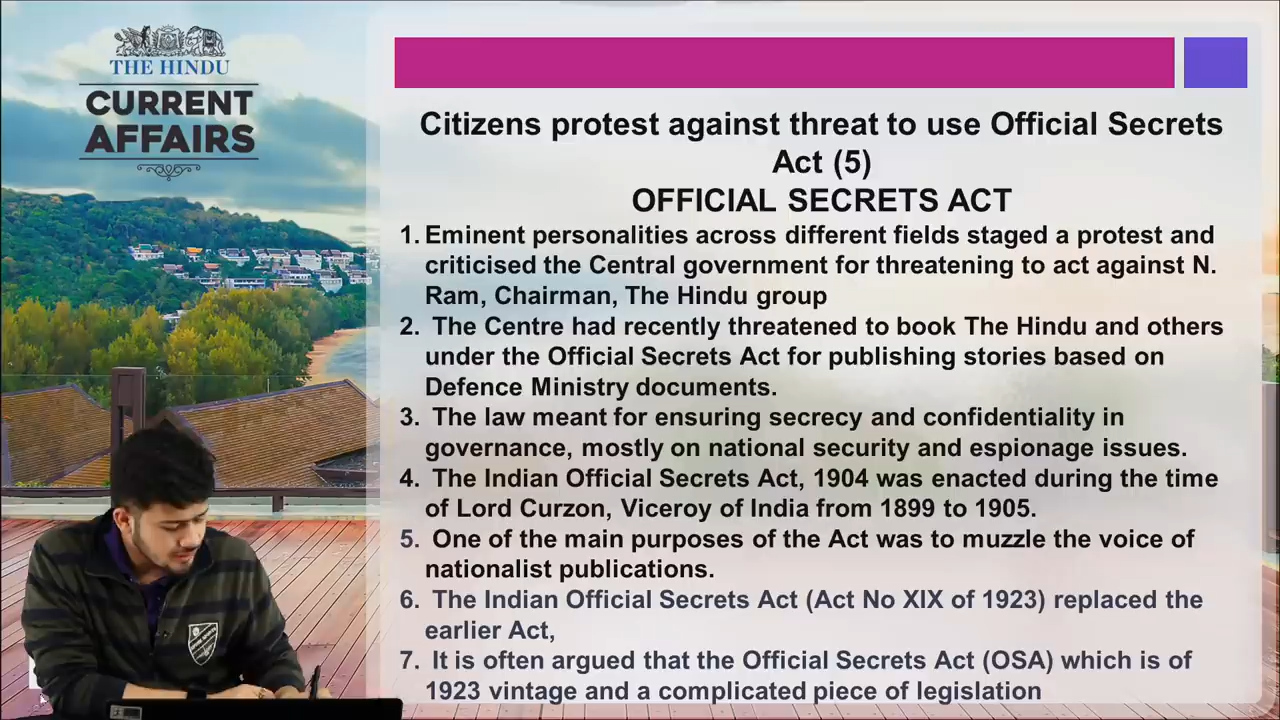 THE HINDU
CURRENT
AFFAIRS
Citizens protest against threat to use Official Secrets
Act (5)
OFFICIAL SECRETS ACT
1. Eminent personalities across different fields staged a protest and
criticised the Central government for threatening to act against N.
Ram, Chairman, The Hindu group
2. The Centre had recently threatened to book The Hindu and others
under the Official Secrets Act for publishing stories based on
Defence Ministry documents.
3. The law meant for ensuring secrecy and confidentiality in
governance, mostly on national security and espionage issues.
4. The Indian Official Secrets Act, 1904 was enacted during the time
of Lord Curzon, Viceroy of India from 1899 to 1905.
5. One of the main purposes of the Act was to muzzle the voice of
nationalist publications.
6. The Indian Official Secrets Act (Act No XIX of 1923) replaced the
earlier Act,
7. It is often argued that the Official Secrets Act (OSA) which is of
1923 vintage and a complicated piece of legislation